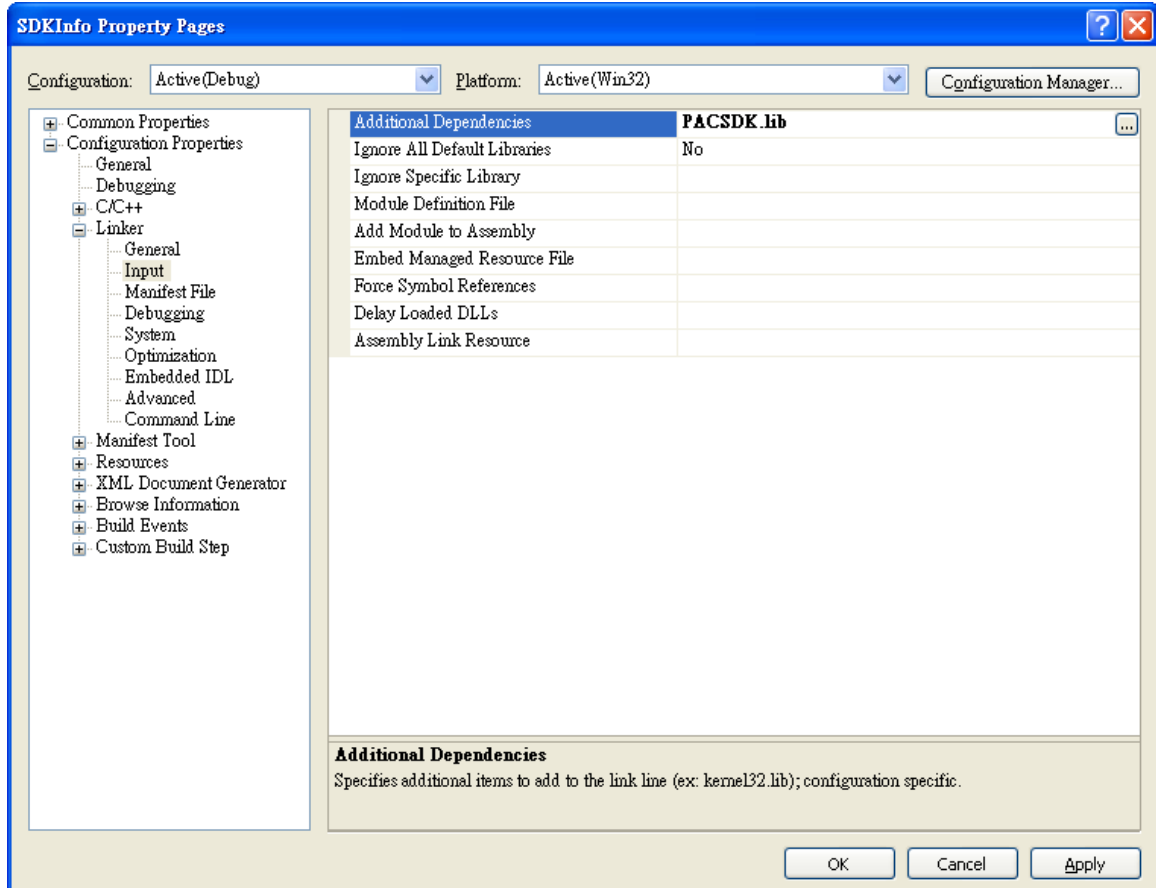 SDKInfo Property Pages
Configuration: Active(Debug) Platform: Active(Win32) Configuration Manager...
Common Properties
Configuration Properties
General
Debugging
C/C++
Linker
General
Input
Manifest File
Debugging
System
Optimization
Embedded IDL
Advanced
Command Line
Manifest Tool
Resources
XML Document Generator
Browse Information
Build Events
Custom Build Step
Additional Dependencies PACSDK.lib ...
Ignore All Default Libraries No
Ignore Specific Library
Module Definition File
Add Module to Assembly
Embed Managed Resource File
Force Symbol References
Delay Loaded DLLs
Assembly Link Resource
Additional Dependencies
Specifies additional items to add to the link line (ex: kernel32.lib); configuration specific.
OK Cancel Apply